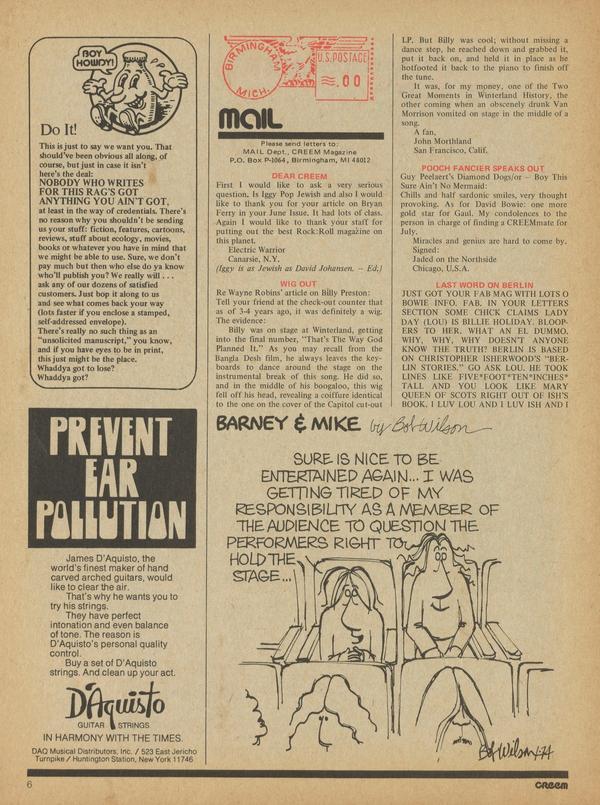 BOY
HOWDY!
Do It!
This is just to say we want you. That
should've been obvious all along, of
course, but just in case it isn't
here's the deal:
NOBODY WHO WRITES
FOR THIS RAG'S GOT
ANYTHING YOU AIN'T GOT,
at least in the way of credentials. There's
no reason why you shouldn't be sending
us your stuff: fiction, features, cartoons,
reviews, stuff about ecology, movies,
books or whatever you have in mind that
we might be able to use. Sure, we don't
pay much but then who else do ya know
who'll publish you? We really will . . .
ask any of our dozens of satisfied
customers. Just bop it along to us
and see what comes back your way
(lots faster if you enclose a stamped,
self-addressed envelope).
There's really no such thing as an
"unsolicited manuscript," you know,
and if you have eyes to be in print,
this just might be the place.
Whaddya got to lose?
Whaddya got?
PREVENT
EAR
POLLUTION
James D'Aquisto, the
world's finest maker of hand
carved arched guitars, would
like to clear the air.
That's why he wants you to
try his strings.
They have perfect
intonation and even balance
of tone. The reason is
D'Aquisto's personal quality
control.
Buy a set of D'Aquisto
strings. And clean up your act.
D'Aquisto
GUITAR STRINGS
IN HARMONY WITH THE TIMES.
DAQ Musical Distributors, Inc. / 523 East Jericho
Turnpike / Huntington Station, New York 11746
BIRMINGHAM
MICH.
U.S. POSTAGE
.00
MAIL
Please send letters to:
MAIL Dept., CREEM Magazine
P.O. Box P-1064, Birmingham, MI 48012
DEAR CREEM
First I would like to ask a very serious
question. Is Iggy Pop Jewish and also I would
like to thank you for your article on Bryan
Ferry in your June Issue. It had lots of class.
Again I would like to thank your staff for
putting out the best Rock:Roll magazine on
this planet.
Electric Warrior
Canarsie, N.Y.
(Iggy is as Jewish as David Johansen. – Ed.)
WIG OUT
Re Wayne Robins' article on Billy Preston:
Tell your friend at the check-out counter that
as of 3-4 years ago, it was definitely a wig.
The evidence:
Billy was on stage at Winterland, getting
into the final number, "That's The Way God
Planned It." As you may recall from the
Bangla Desh film, he always leaves the key-
boards to dance around the stage on the
instrumental break of this song. He did so,
and in the middle of his boogaloo, this wig
fell off his head, revealing a coiffure identical
to the one on the cover of the Capitol cut-out
LP. But Billy was cool; without missing a
dance step, he reached down and grabbed it,
put it back on, and held it in place as he
hotfooted it back to the piano to finish off
the tune.
It was, for my money, one of the Two
Great Moments in Winterland History, the
other coming when an obscenely drunk Van
Morrison vomited on stage in the middle of a
song.
A fan,
John Morthland
San Francisco, Calif.
POOCH FANCIER SPEAKS OUT
Guy Peelaert's Diamond Dogs/or – Boy This
Sure Ain't No Mermaid:
Chills and half sardonic smiles, very thought
provoking. As for David Bowie: one more
gold star for Gaul. My condolences to the
person in charge of finding a CREEMmate for
July.
Miracles and genius are hard to come by.
Signed:
Jaded on the Northside
Chicago, U.S.A.
LAST WORD ON BERLIN
JUST GOT YOUR FAB MAG WITH LOTS O
BOWIE INFO. FAB. IN YOUR LETTERS
SECTION SOME CHICK CLAIMS LADY
DAY (LOU) IS BILLIE HOLIDAY. BLOOP-
ERS TO HER. WHAT AN EL DUMMO.
WHY, WHY, WHY DOESN'T ANYONE
KNOW THE TRUTH? BERLIN IS BASED
ON CHRISTOPHER ISHERWOOD'S "BER-
LIN STORIES." GO ASK LOU. HE TOOK
LINES LIKE FIVE*FOOT*TEN*INCHES*
TALL AND YOU LOOK LIKE MARY
QUEEN OF SCOTS RIGHT OUT OF ISH'S
BOOK. I LUV LOU AND I LUV ISH AND I
BARNEY & MIKE by Bob Wilson
SURE IS NICE TO BE
ENTERTAINED AGAIN... I WAS
GETTING TIRED OF MY
RESPONSIBILITY AS A MEMBER OF
THE AUDIENCE TO QUESTION THE
PERFORMERS RIGHT TO
HOLD THE
STAGE...
Bob Wilson/74
6
CREEM